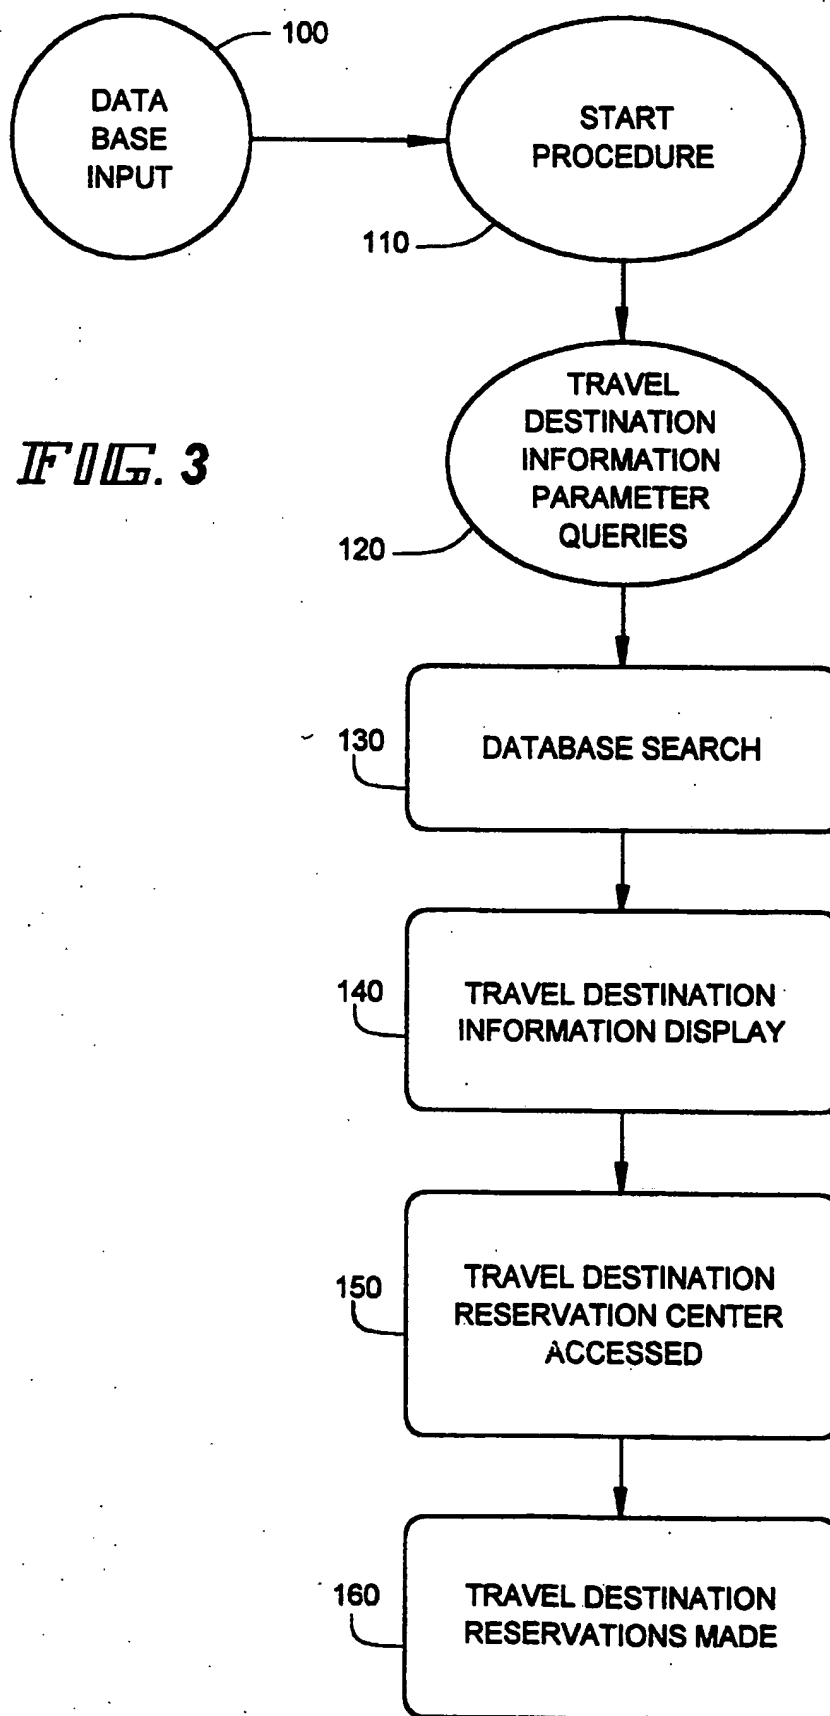 100
DATA
BASE
INPUT
START
PROCEDURE
110
TRAVEL
DESTINATION
INFORMATION
PARAMETER
QUERIES
FIG. 3
120
130
DATABASE SEARCH
140
TRAVEL DESTINATION
INFORMATION DISPLAY
150
TRAVEL DESTINATION
RESERVATION CENTER
ACCESSED
160
TRAVEL DESTINATION
RESERVATIONS MADE